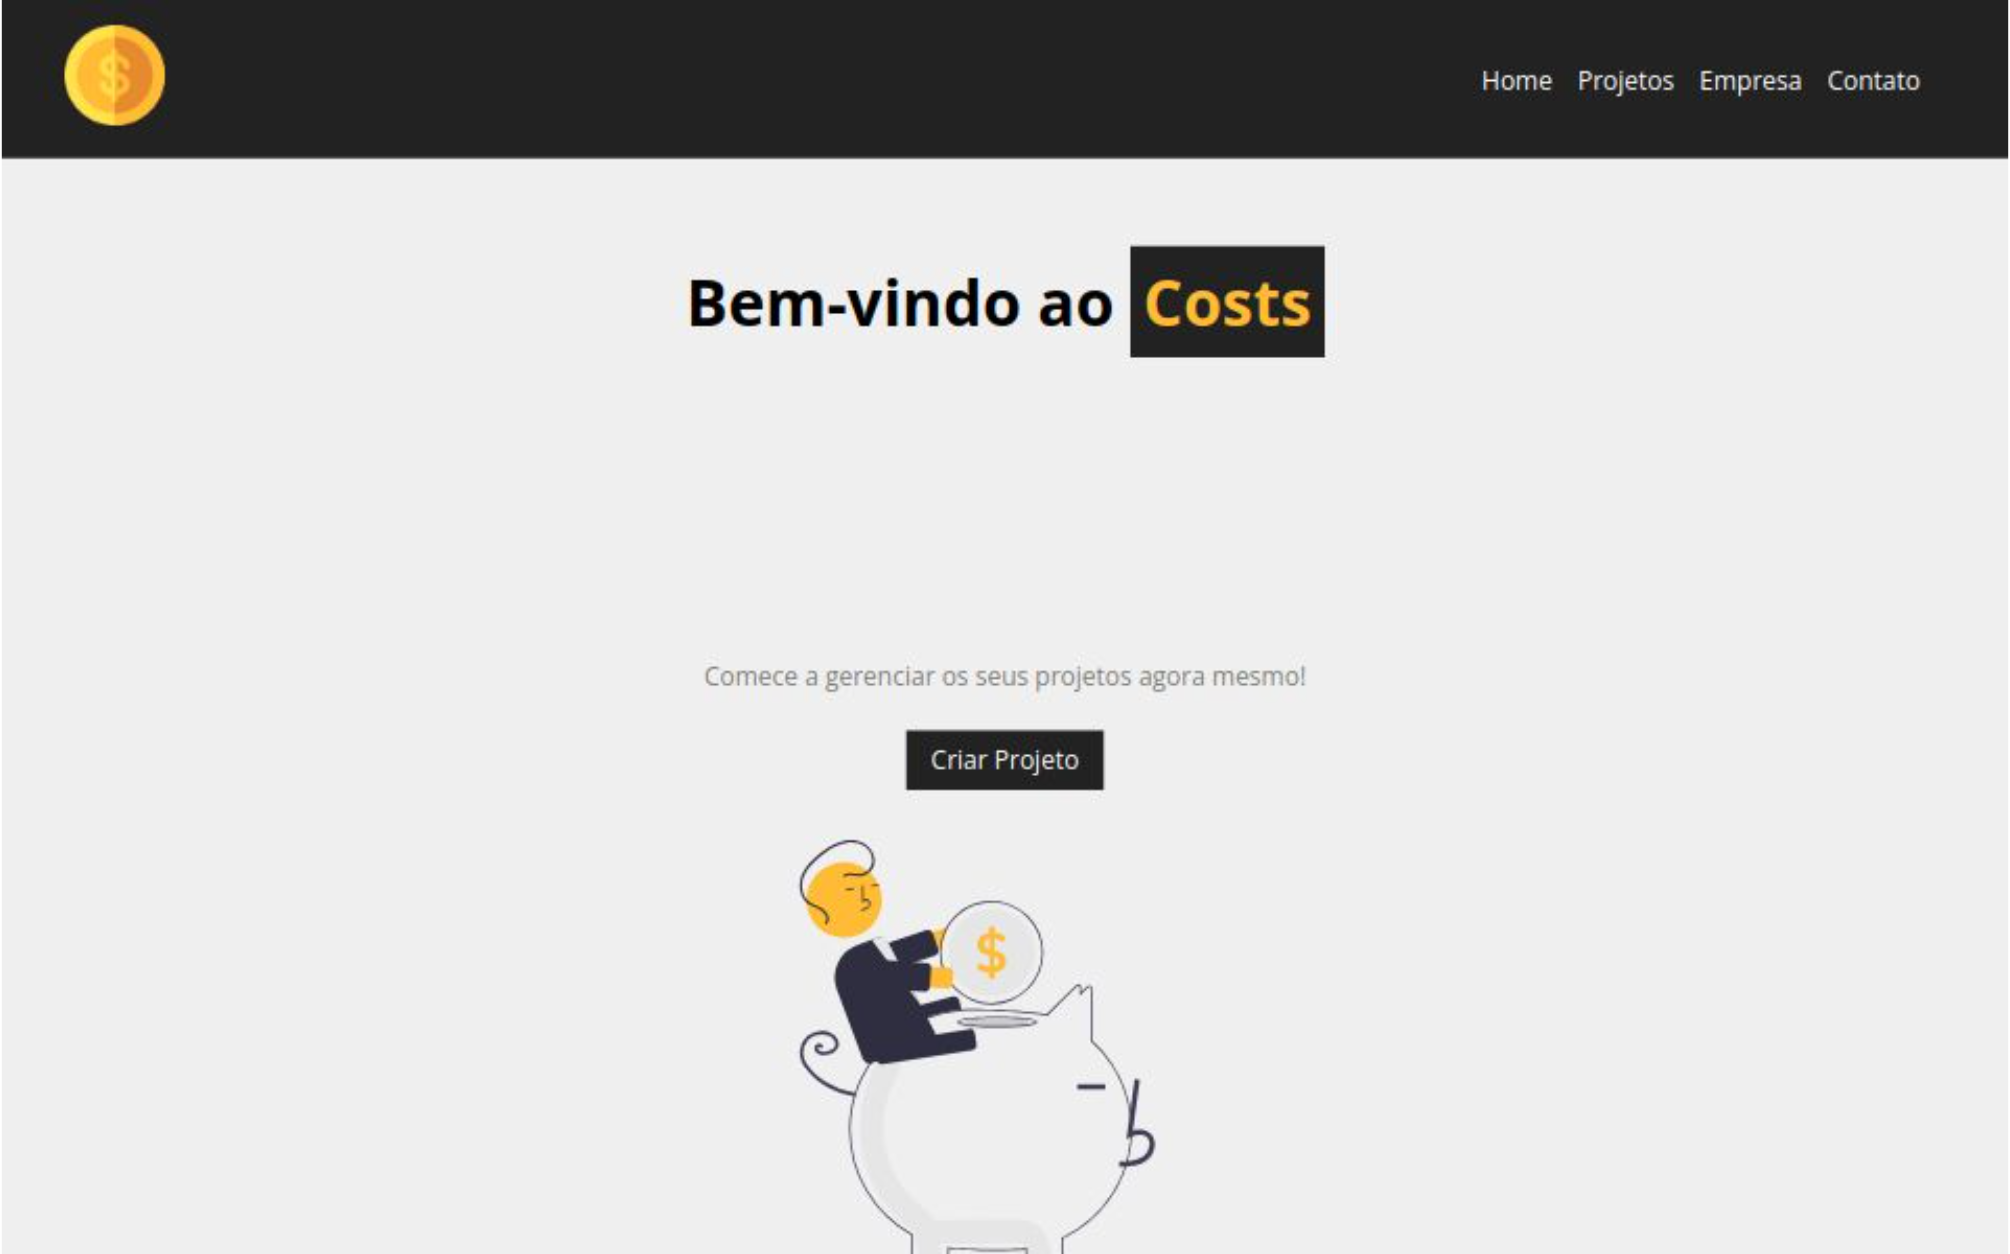 $
Home Projetos Empresa Contato
Bem-vindo ao Costs
Comece a gerenciar os seus projetos agora mesmo!
Criar Projeto
$